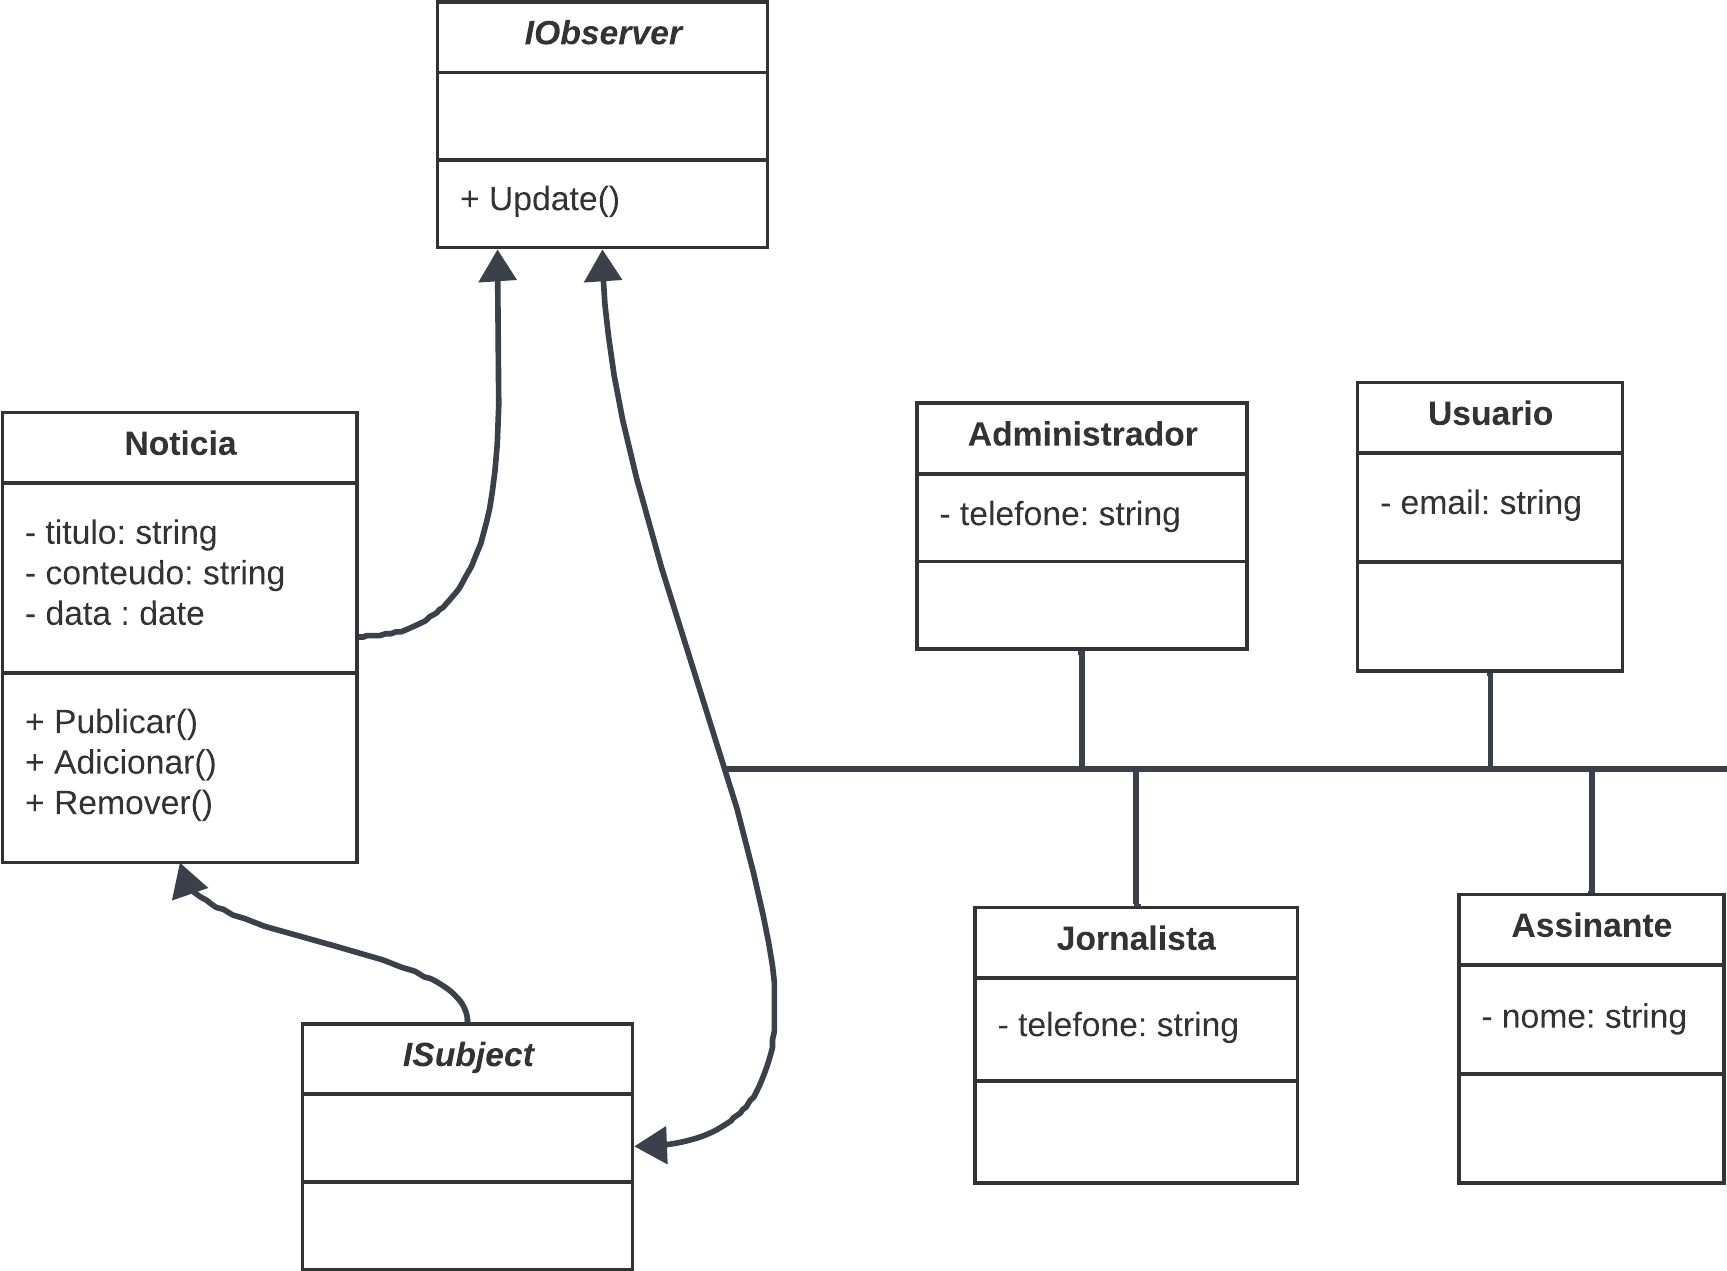 IObserver
+ Update()
Noticia
- titulo: string
- conteudo: string
- data : date
+ Publicar()
+ Adicionar()
+ Remover()
Administrador
- telefone: string
Usuario
- email: string
Jornalista
- telefone: string
Assinante
- nome: string
ISubject